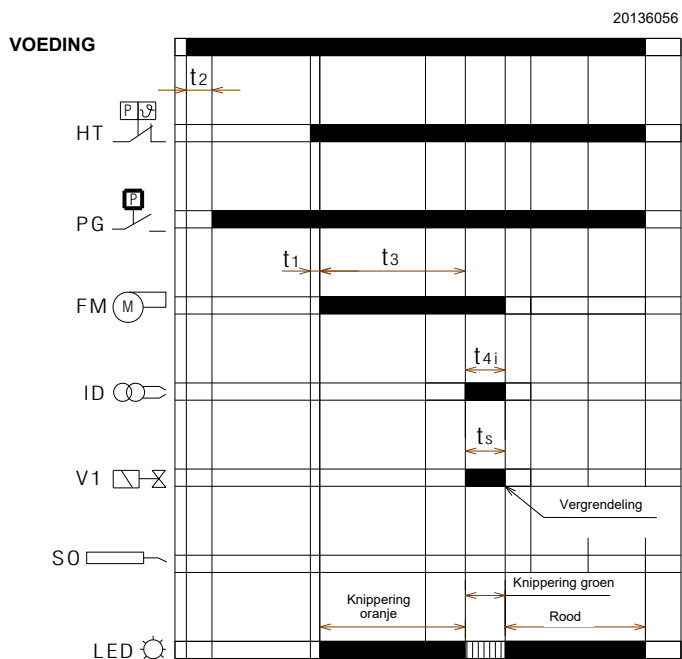 20136056
VOEDING
t2
P ϑ
HT
P
PG
t1
t3
FM M
t4i
ID
ts
V1
Vergrendeling
SO
Knippering groen
Knippering
oranje
Rood
LED